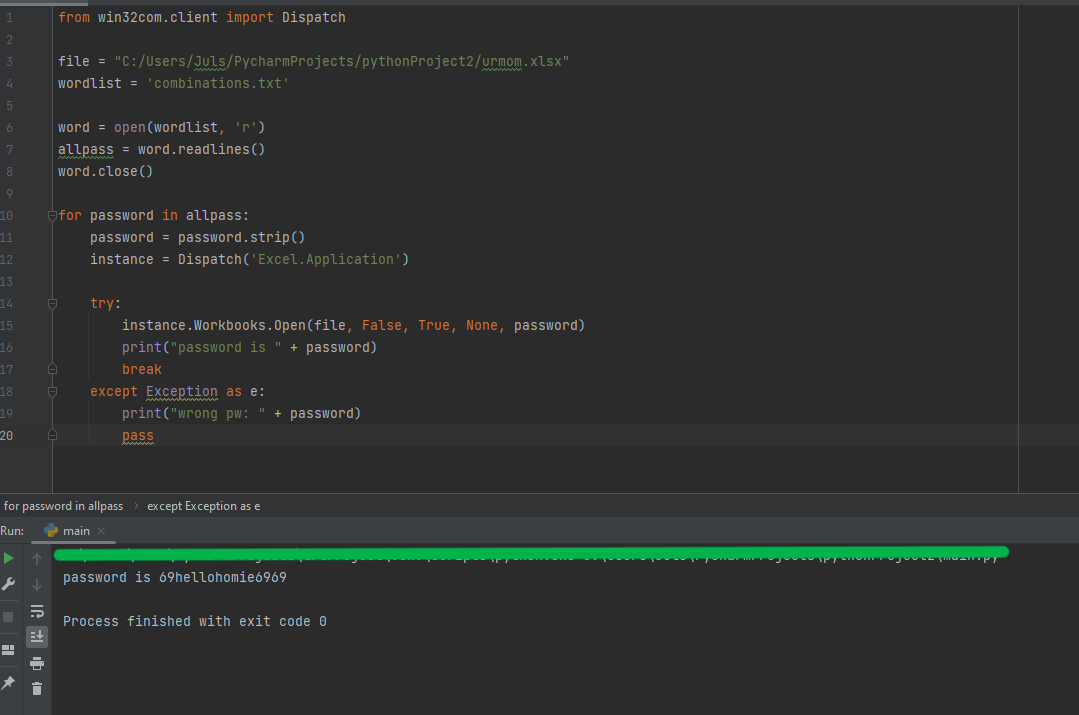 1 from win32com.client import Dispatch
2
3 file = "C:/Users/Juls/PycharmProjects/pythonProject2/urmom.xlsx"
4 wordlist = 'combinations.txt'
5
6 word = open(wordlist, 'r')
7 allpass = word.readlines()
8 word.close()
9
10 for password in allpass:
11     password = password.strip()
12     instance = Dispatch('Excel.Application')
13
14     try:
15         instance.Workbooks.Open(file, False, True, None, password)
16         print("password is " + password)
17         break
18     except Exception as e:
19         print("wrong pw: " + password)
20         pass
for password in allpass > except Exception as e
Run: main ×
password is 69hellohomie6969
Process finished with exit code 0